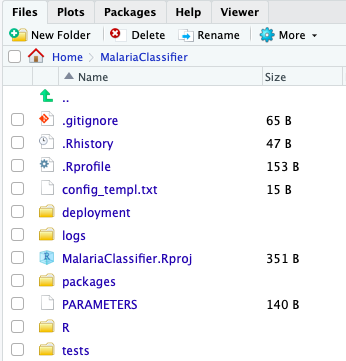 Files Plots Packages Help Viewer
New Folder Delete Rename More
Home MalariaClassifier
Name Size
..
.gitignore 65 B
.Rhistory 47 B
.Rprofile 153 B
config_templ.txt 15 B
deployment
logs
MalariaClassifier.Rproj 351 B
packages
PARAMETERS 140 B
R
tests